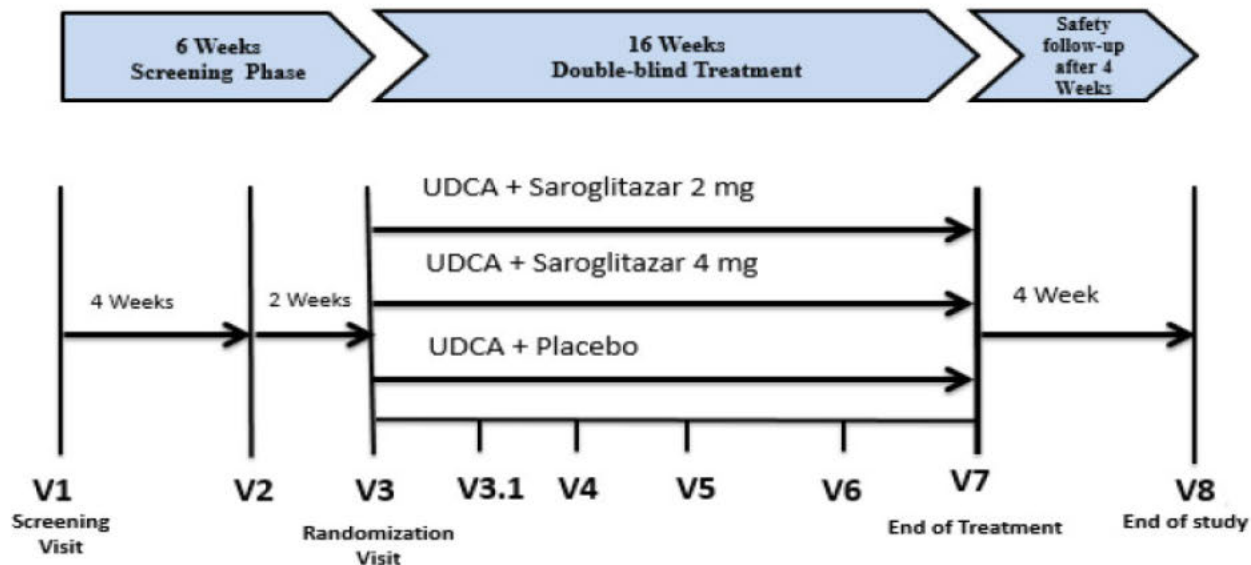 6 Weeks
Screening Phase
16 Weeks
Double-blind Treatment
Safety
follow-up
after 4
Weeks
UDCA + Saroglitazar 2 mg
UDCA + Saroglitazar 4 mg
4 Weeks
2 Weeks
4 Week
UDCA + Placebo
V1
V2
V3
V3.1
V4
V5
V6
V7
V8
Screening
Visit
Randomization
Visit
End of Treatment
End of study